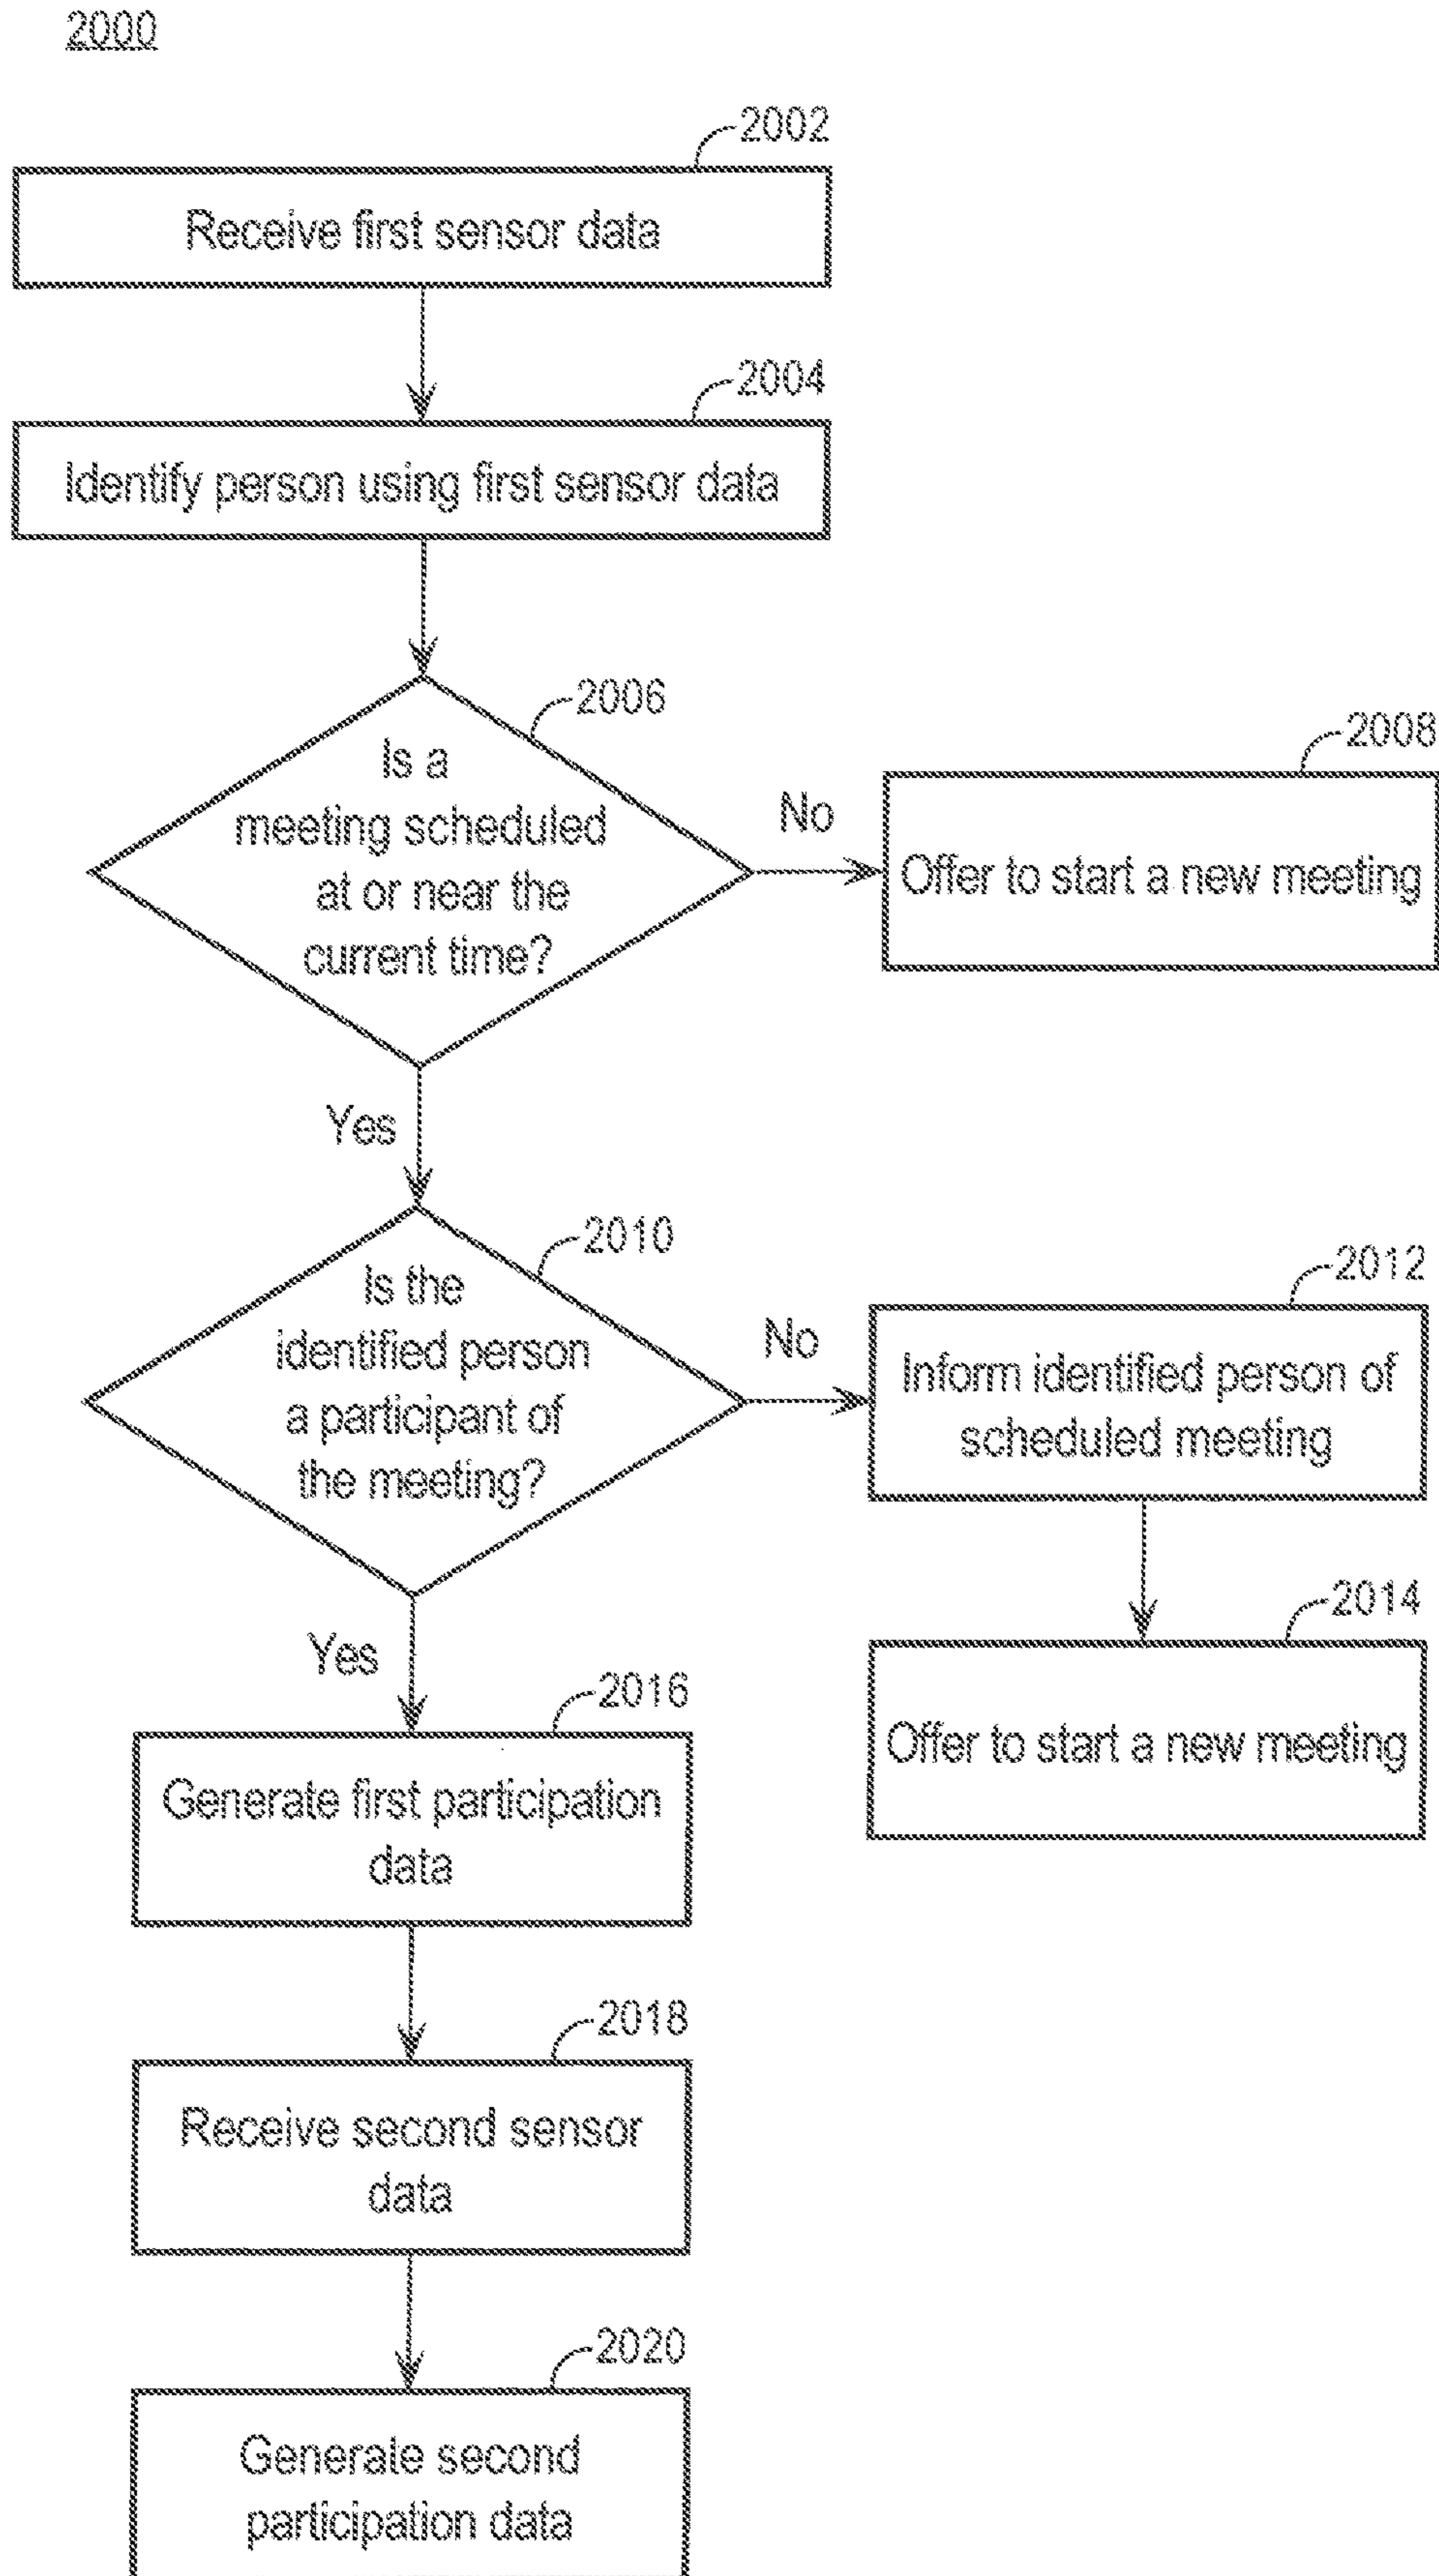 2000
2002
Receive first sensor data
2004
Identify person using first sensor data
2006
Is a
meeting scheduled
at or near the
current time?
No
2008
Offer to start a new meeting
Yes
2010
Is the
identified person
a participant of
the meeting?
No
2012
Inform identified person of
scheduled meeting
2014
Offer to start a new meeting
Yes
2016
Generate first participation
data
2018
Receive second sensor
data
2020
Generate second
participation data